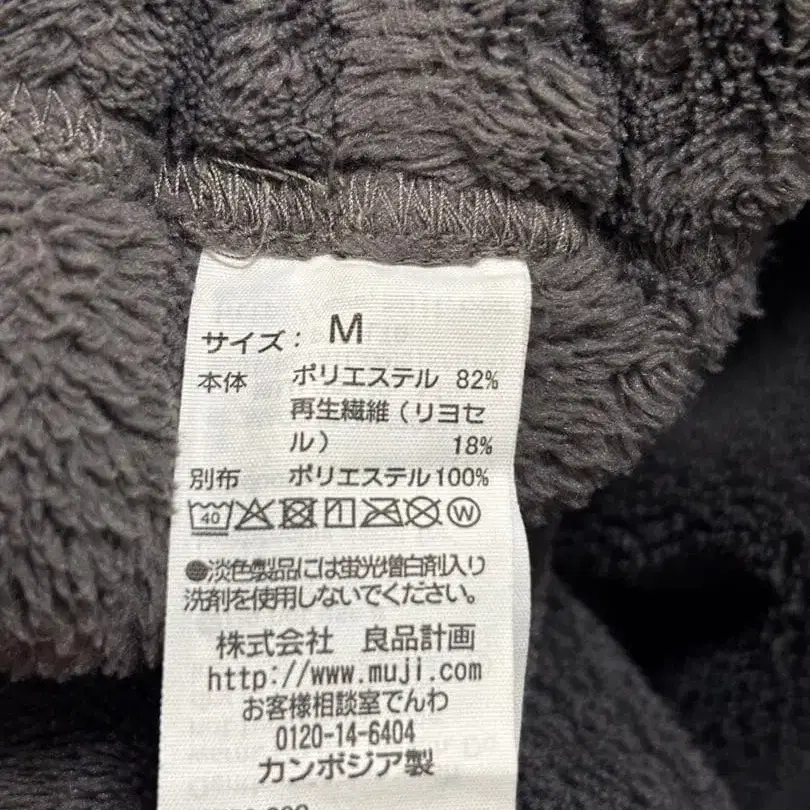 サイズ: M
本体 ポリエステル 82%
再生繊維(リヨセ
ル) 18%
別布 ポリエステル100%
40 W
●淡色製品には蛍光増白剤入り
洗剤を使用しないでください。
株式会社 良品計画
http://www.muji.com
お客様相談室でんわ
0120-14-6404
カンボジア製